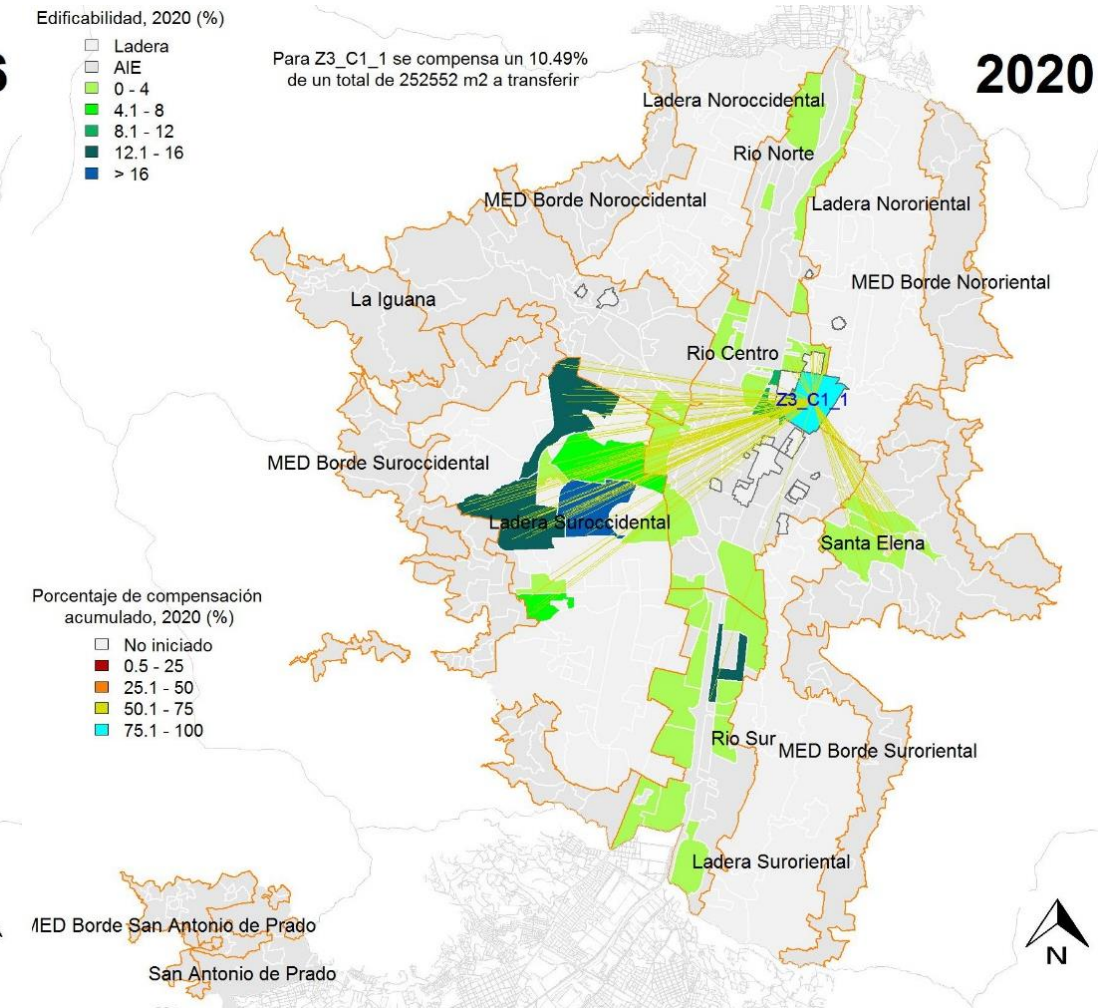 Edificabilidad, 2020 (%)
Ladera
AIE
0 - 4
4.1 - 8
8.1 - 12
12.1 - 16
> 16
Para Z3_C1_1 se compensa un 10.49%
de un total de 252552 m2 a transferir
2020
Ladera Noroccidental
Rio Norte
MED Borde Noroccidental
Ladera Nororiental
MED Borde Nororiental
La Iguana
Rio Centro
Z3_C1_1
MED Borde Suroccidental
Ladera Suroccidental
Santa Elena
Porcentaje de compensación
acumulado, 2020 (%)
No iniciado
0.5 - 25
25.1 - 50
50.1 - 75
75.1 - 100
Rio Sur
MED Borde Suroriental
Ladera Suroriental
MED Borde San Antonio de Prado
San Antonio de Prado
N